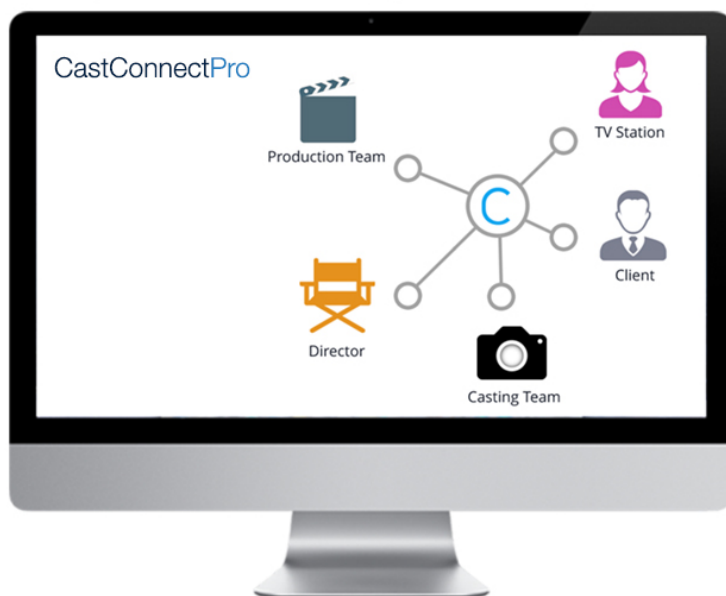 CastConnectPro
TV Station
Production Team
C
Client
Director
Casting Team